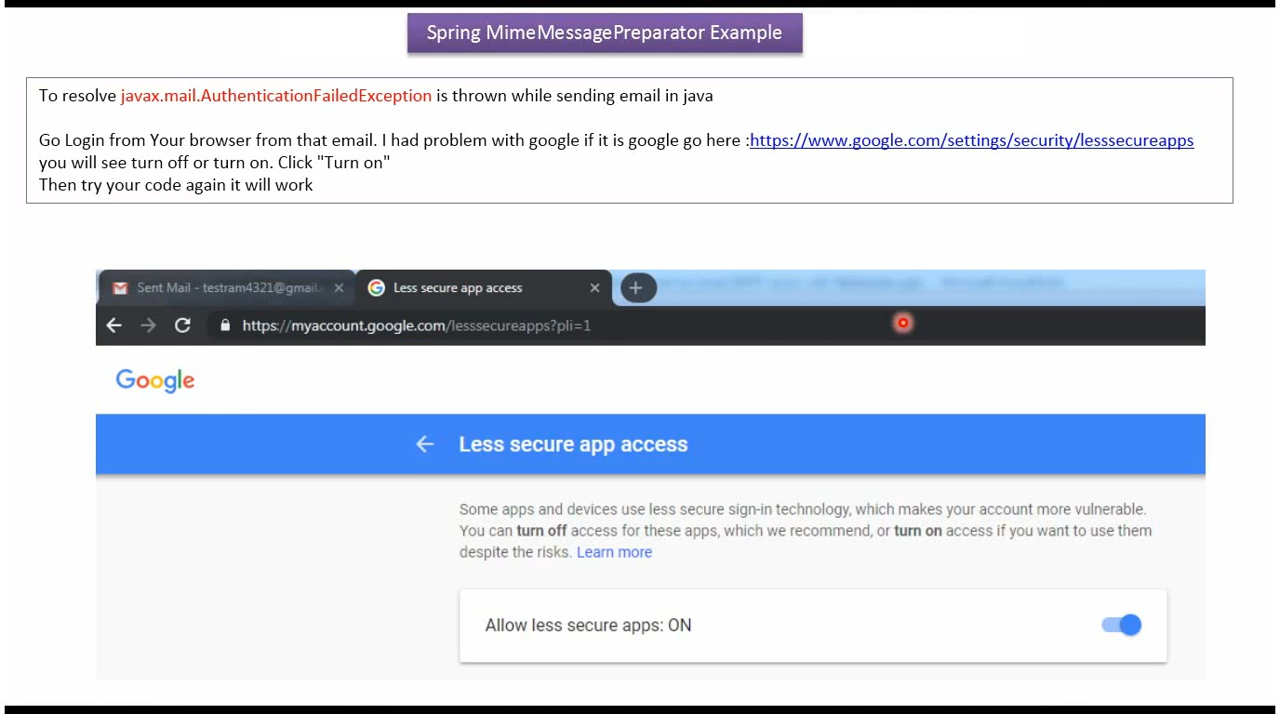 Spring MimeMessagePreparator Example
To resolve javax.mail.AuthenticationFailedException is thrown while sending email in java
Go Login from Your browser from that email. I had problem with google if it is google go here :https://www.google.com/settings/security/lesssecureapps
you will see turn off or turn on. Click "Turn on"
Then try your code again it will work
Sent Mail - testram4321@gmail.
Less secure app access
https://myaccount.google.com/lesssecureapps?pli=1
Google
Less secure app access
Some apps and devices use less secure sign-in technology, which makes your account more vulnerable.
You can turn off access for these apps, which we recommend, or turn on access if you want to use them
despite the risks. Learn more
Allow less secure apps: ON